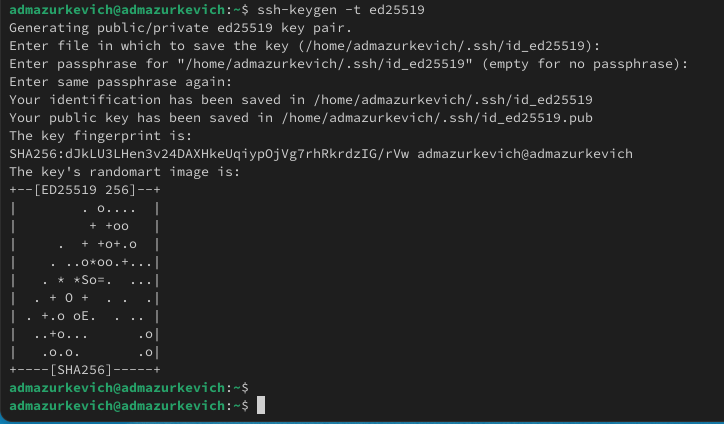 admazurkevich@admazurkevich:~$ ssh-keygen -t ed25519
Generating public/private ed25519 key pair.
Enter file in which to save the key (/home/admazurkevich/.ssh/id_ed25519):
Enter passphrase for "/home/admazurkevich/.ssh/id_ed25519" (empty for no passphrase):
Enter same passphrase again:
Your identification has been saved in /home/admazurkevich/.ssh/id_ed25519
Your public key has been saved in /home/admazurkevich/.ssh/id_ed25519.pub
The key fingerprint is:
SHA256:dJkLU3LHen3v24DAXHkeUqiypOjVg7rhRkrdzIG/rVw admazurkevich@admazurkevich
The key's randomart image is:
+--[ED25519 256]--+
|        . o....  |
|         + +oo   |
|     .  + +o+.o  |
|    . ..o*oo.+...|
|   . * *So=.  ...|
|  . + O +  . .  .|
| . +.o oE.  . .. |
|  ..+o...      .o|
|   .o.o.       .o|
+----[SHA256]-----+
admazurkevich@admazurkevich:~$
admazurkevich@admazurkevich:~$